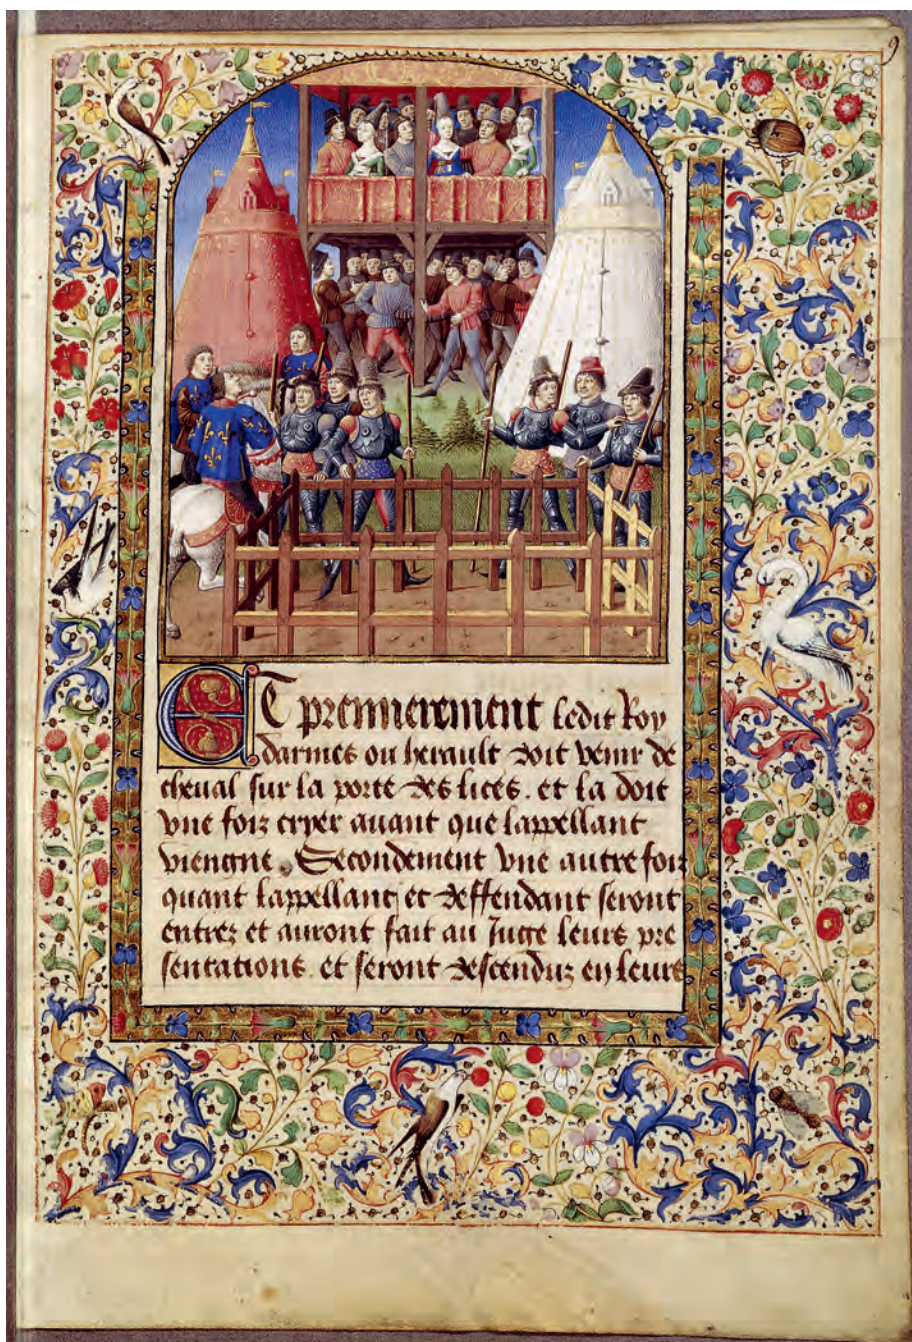 9
ET premierement ledit Roy
darmes ou herault doit venir de
cheual sur la porte des lices. et la doit
vne foiz cryer auant que lappellant
viengne. Secondement vne autre foiz
quant lappellant et deffendant seront
entrez et auront fait au Juge leurs pre
sentations. et seront descenduz en leurs